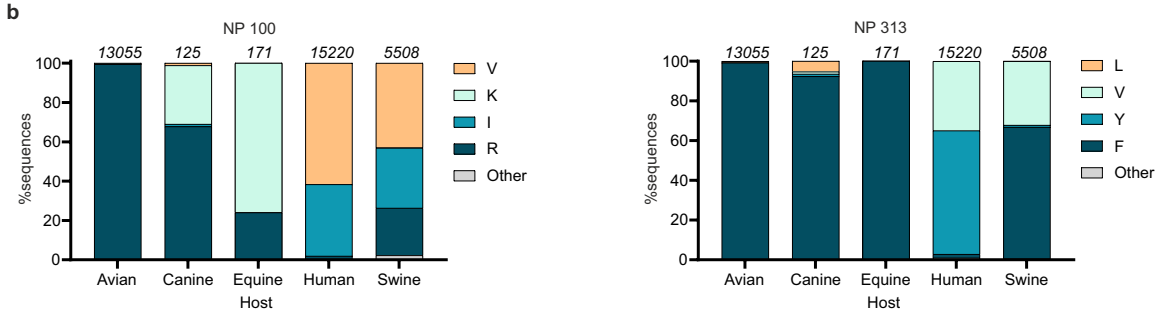 b
NP 100
13055 125 171 15220 5508
100
80
60
40
20
0
%sequences
Avian Canine Equine Human Swine
Host
V
K
I
R
Other
NP 313
13055 125 171 15220 5508
100
80
60
40
20
0
%sequences
Avian Canine Equine Human Swine
Host
L
V
Y
F
Other